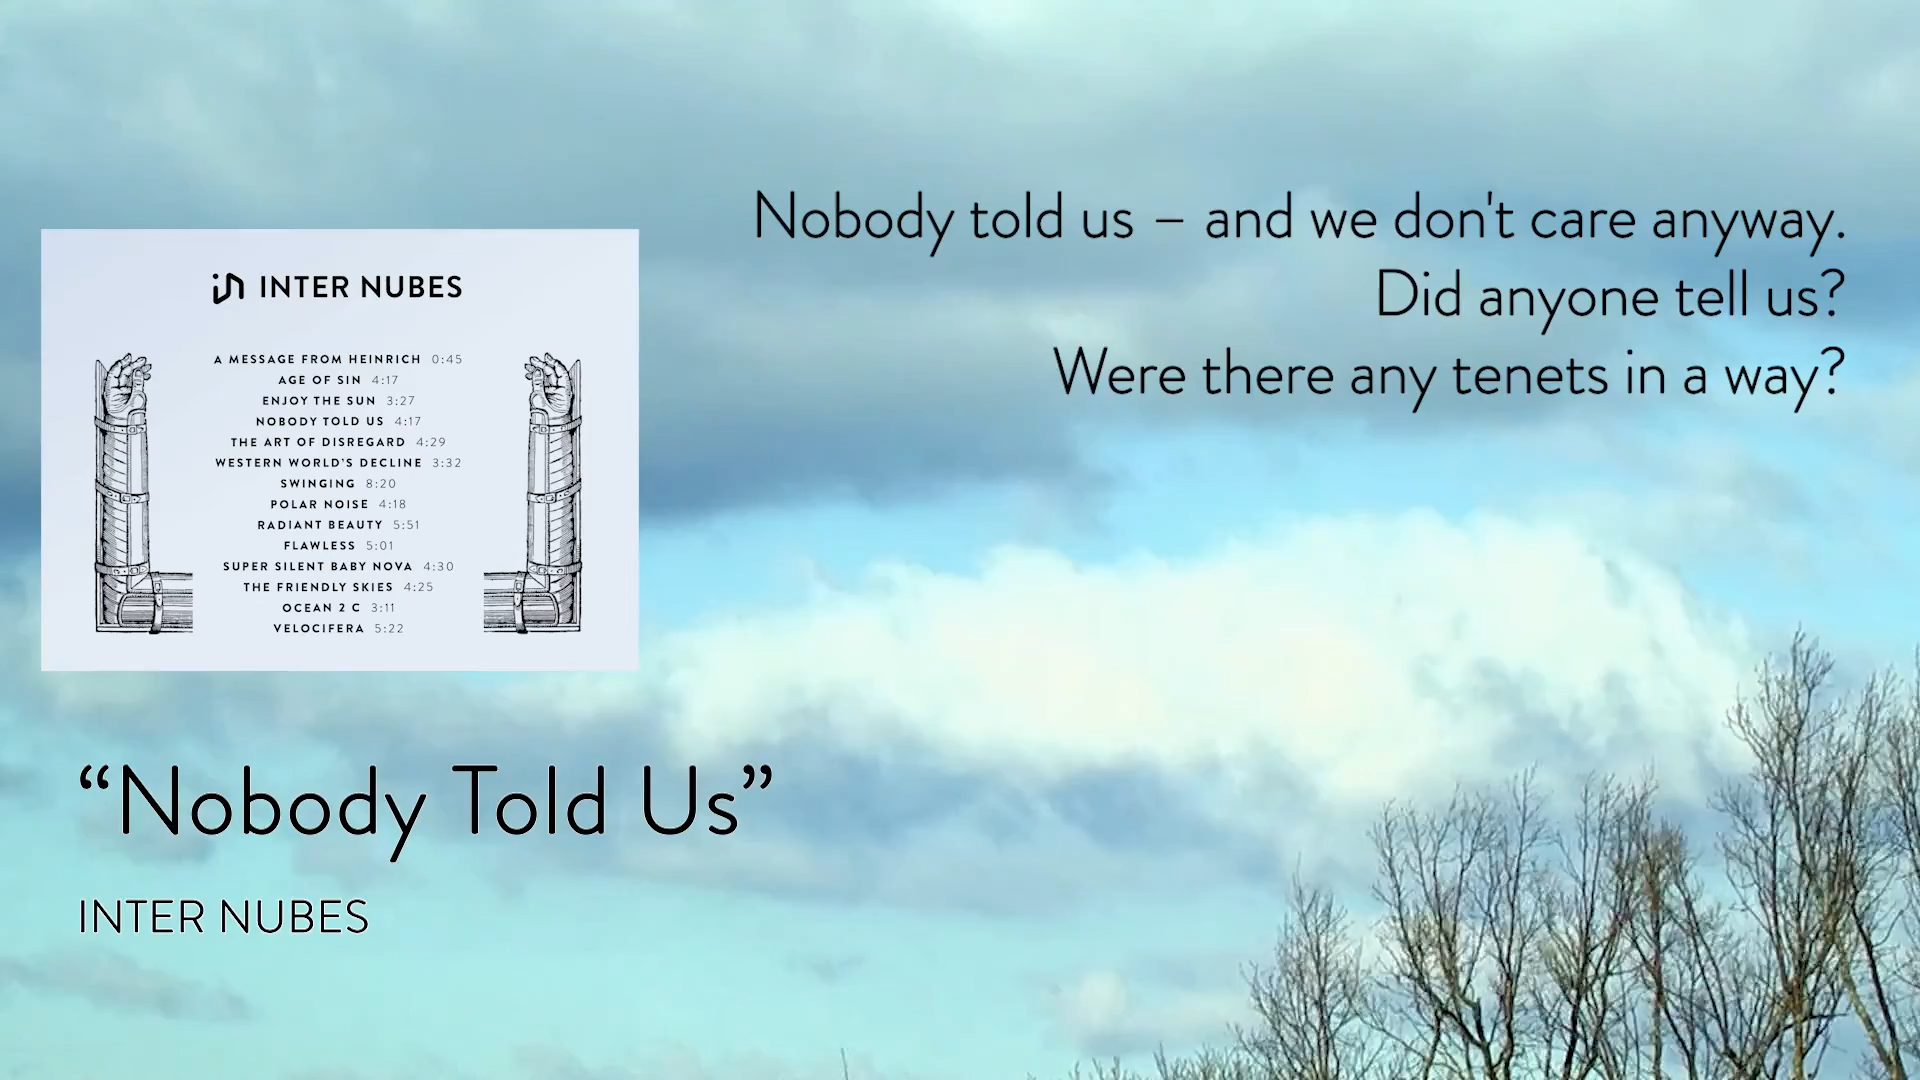 INTER NUBES
A MESSAGE FROM HEINRICH 0:45
AGE OF SIN 4:17
ENJOY THE SUN 3:27
NOBODY TOLD US 4:17
THE ART OF DISREGARD 4:29
WESTERN WORLD'S DECLINE 3:32
SWINGING 8:20
POLAR NOISE 4:18
RADIANT BEAUTY 5:51
FLAWLESS 5:01
SUPER SILENT BABY NOVA 4:30
THE FRIENDLY SKIES 4:25
OCEAN 2 C 3:11
VELOCIFERA 5:22
Nobody told us – and we don't care anyway.
Did anyone tell us?
Were there any tenets in a way?
“Nobody Told Us”
INTER NUBES